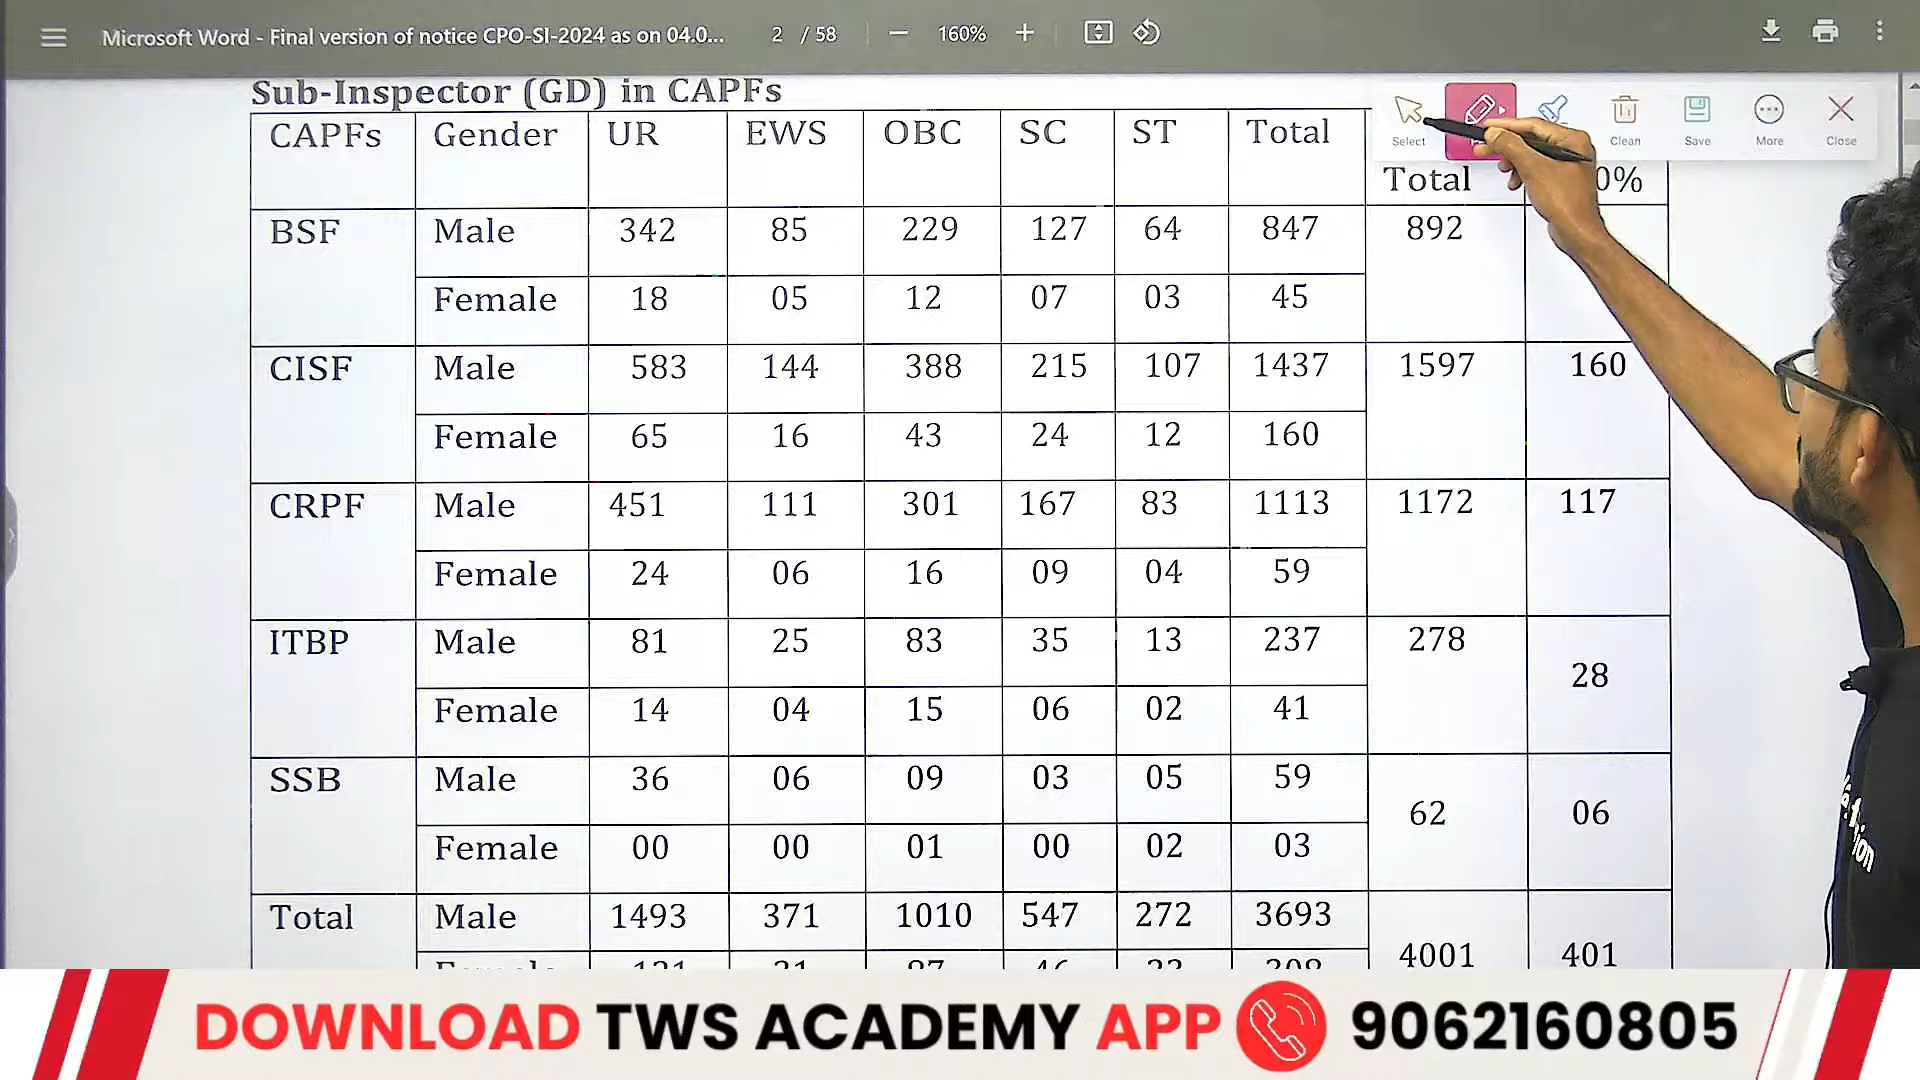 Microsoft Word - Final version of notice CPO-SI-2024 as on 04.0...
2 / 58
160%
Sub-Inspector (GD) in CAPFs
Select
Clean
Save
More
Close
CAPFs Gender UR EWS OBC SC ST Total Total 0%
BSF Male 342 85 229 127 64 847 892
Female 18 05 12 07 03 45
CISF Male 583 144 388 215 107 1437 1597 160
Female 65 16 43 24 12 160
CRPF Male 451 111 301 167 83 1113 1172 117
Female 24 06 16 09 04 59
ITBP Male 81 25 83 35 13 237 278 28
Female 14 04 15 06 02 41
SSB Male 36 06 09 03 05 59 62 06
Female 00 00 01 00 02 03
Total Male 1493 371 1010 547 272 3693 4001 401
DOWNLOAD TWS ACADEMY APP 9062160805